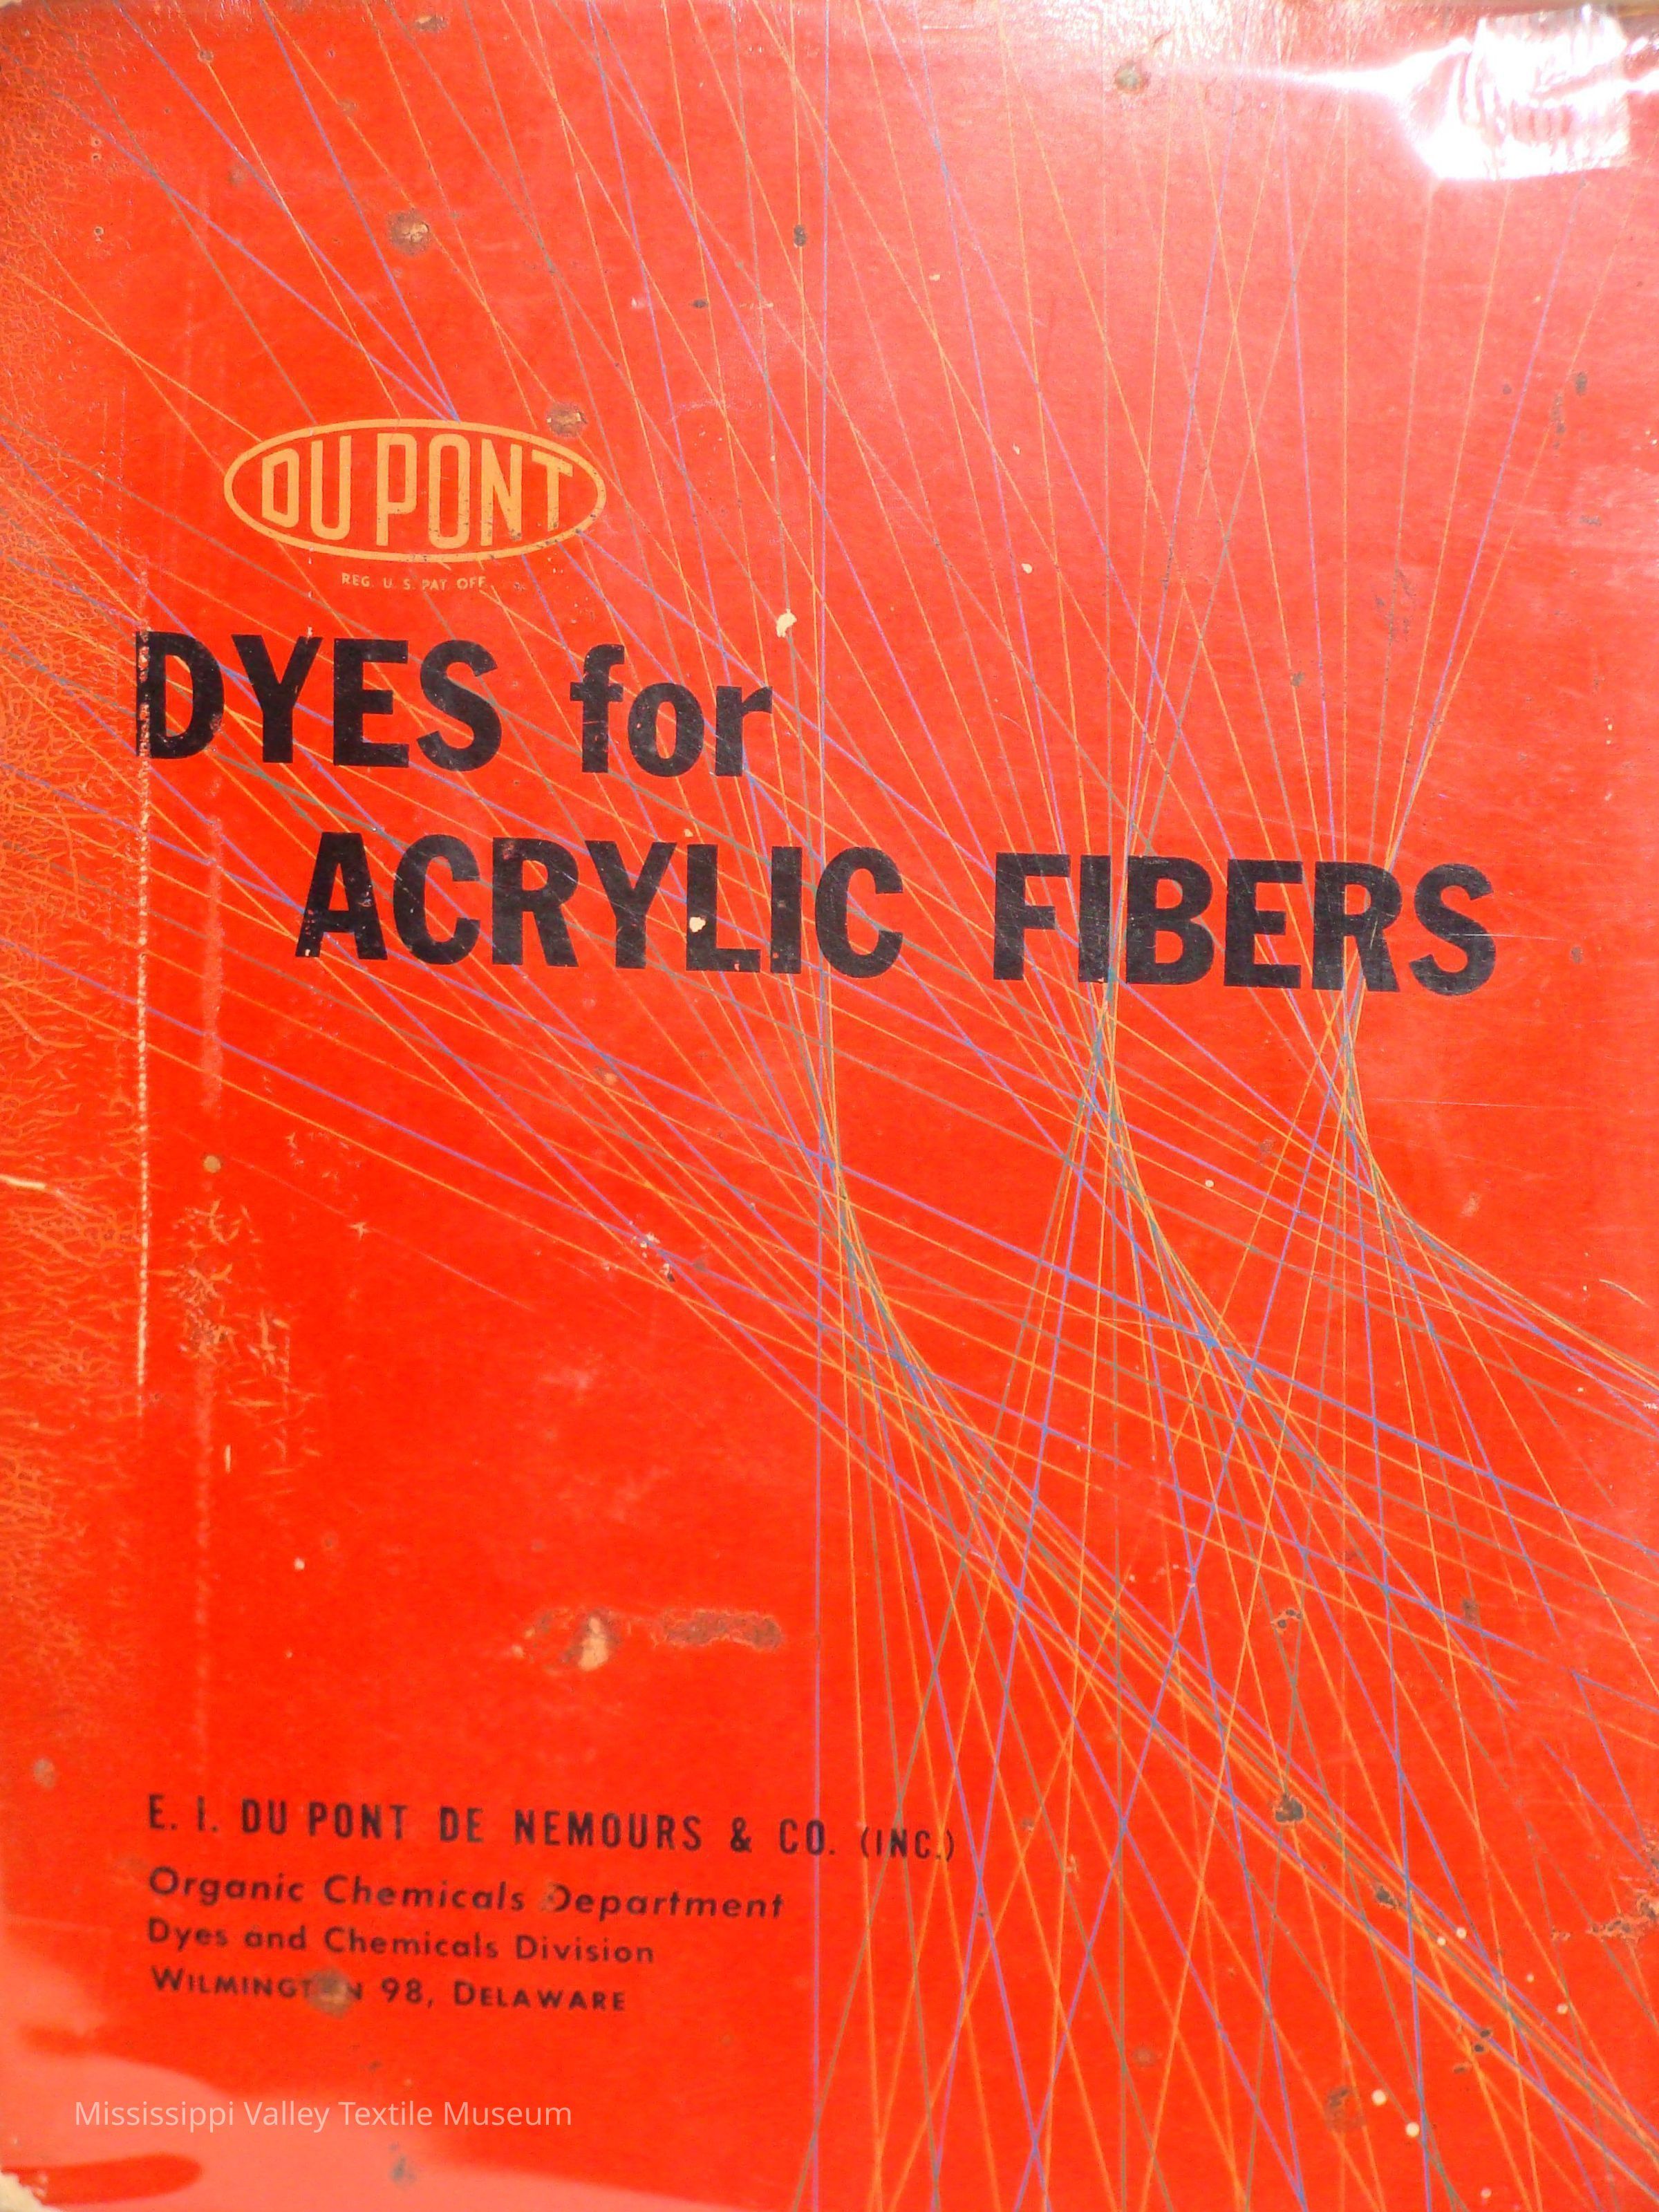 DU PONT
REG. U. S. PAT. OFF.
DYES for
ACRYLIC FIBERS
E. I. DU PONT DE NEMOURS & CO. (INC.)
Organic Chemicals Department
Dyes and Chemicals Division
WILMINGTON 98, DELAWARE
Mississippi Valley Textile Museum